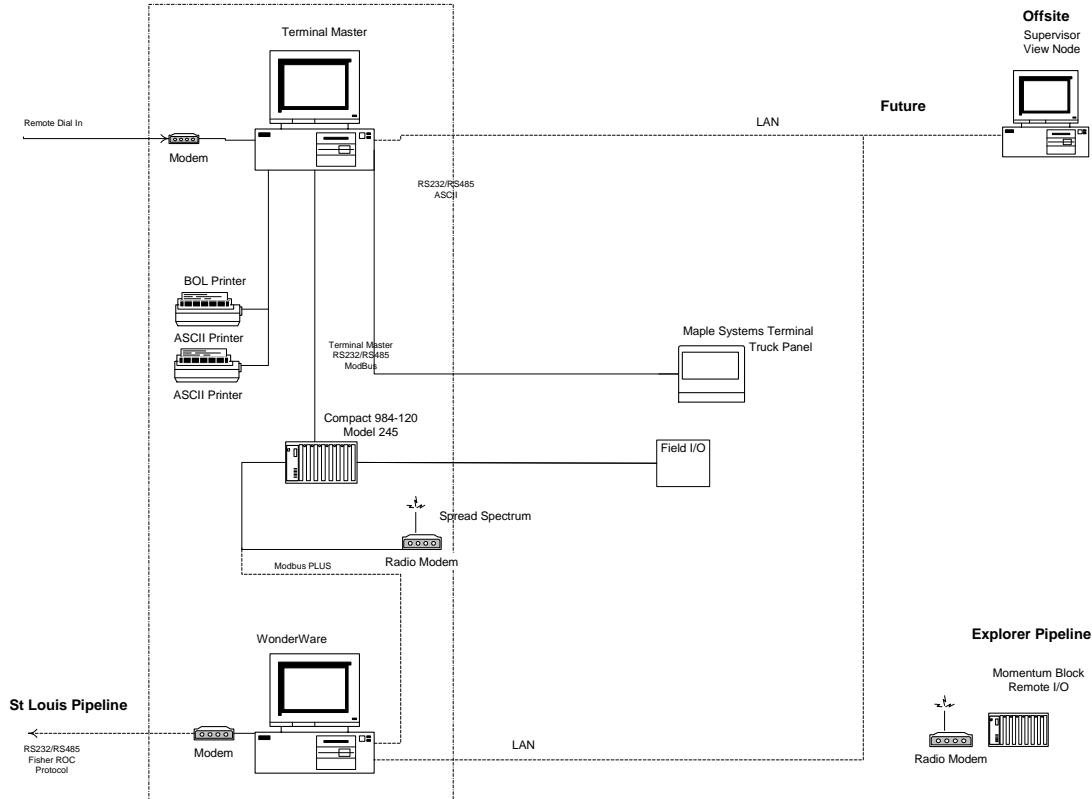 Offsite
Supervisor
View Node
Terminal Master
Future
Remote Dial In
LAN
Modem
RS232/RS485
ASCII
BOL Printer
ASCII Printer
Terminal Master
RS232/RS485
ModBus
Maple Systems Terminal
Truck Panel
ASCII Printer
Compact 984-120
Model 245
Field I/O
Spread Spectrum
Radio Modem
Modbus PLUS
WonderWare
Explorer Pipeline
Momentum Block
Remote I/O
St Louis Pipeline
RS232/RS485
Fisher ROC
Protocol
Modem
LAN
Radio Modem